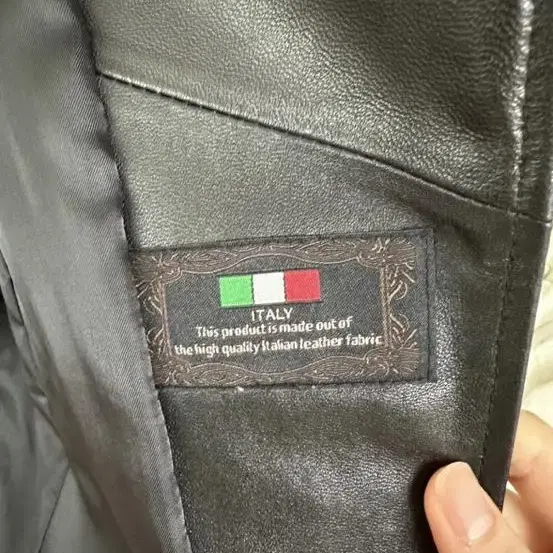 ITALY
This product is made out of
the high quality Italian leather fabric